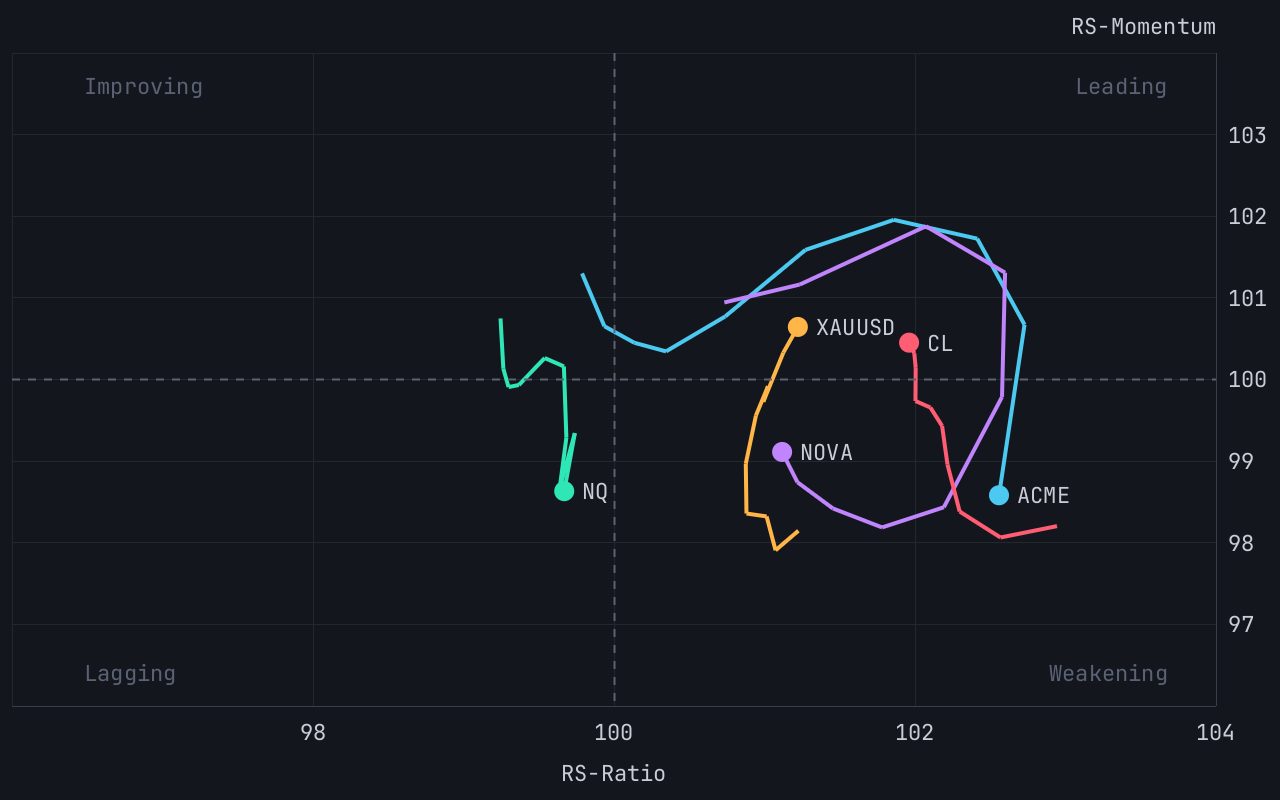 RS-Momentum
Improving
Leading
103
102
101
XAUUSD
CL
100
NOVA
99
NQ
ACME
98
97
Lagging
Weakening
98
100
102
104
RS-Ratio